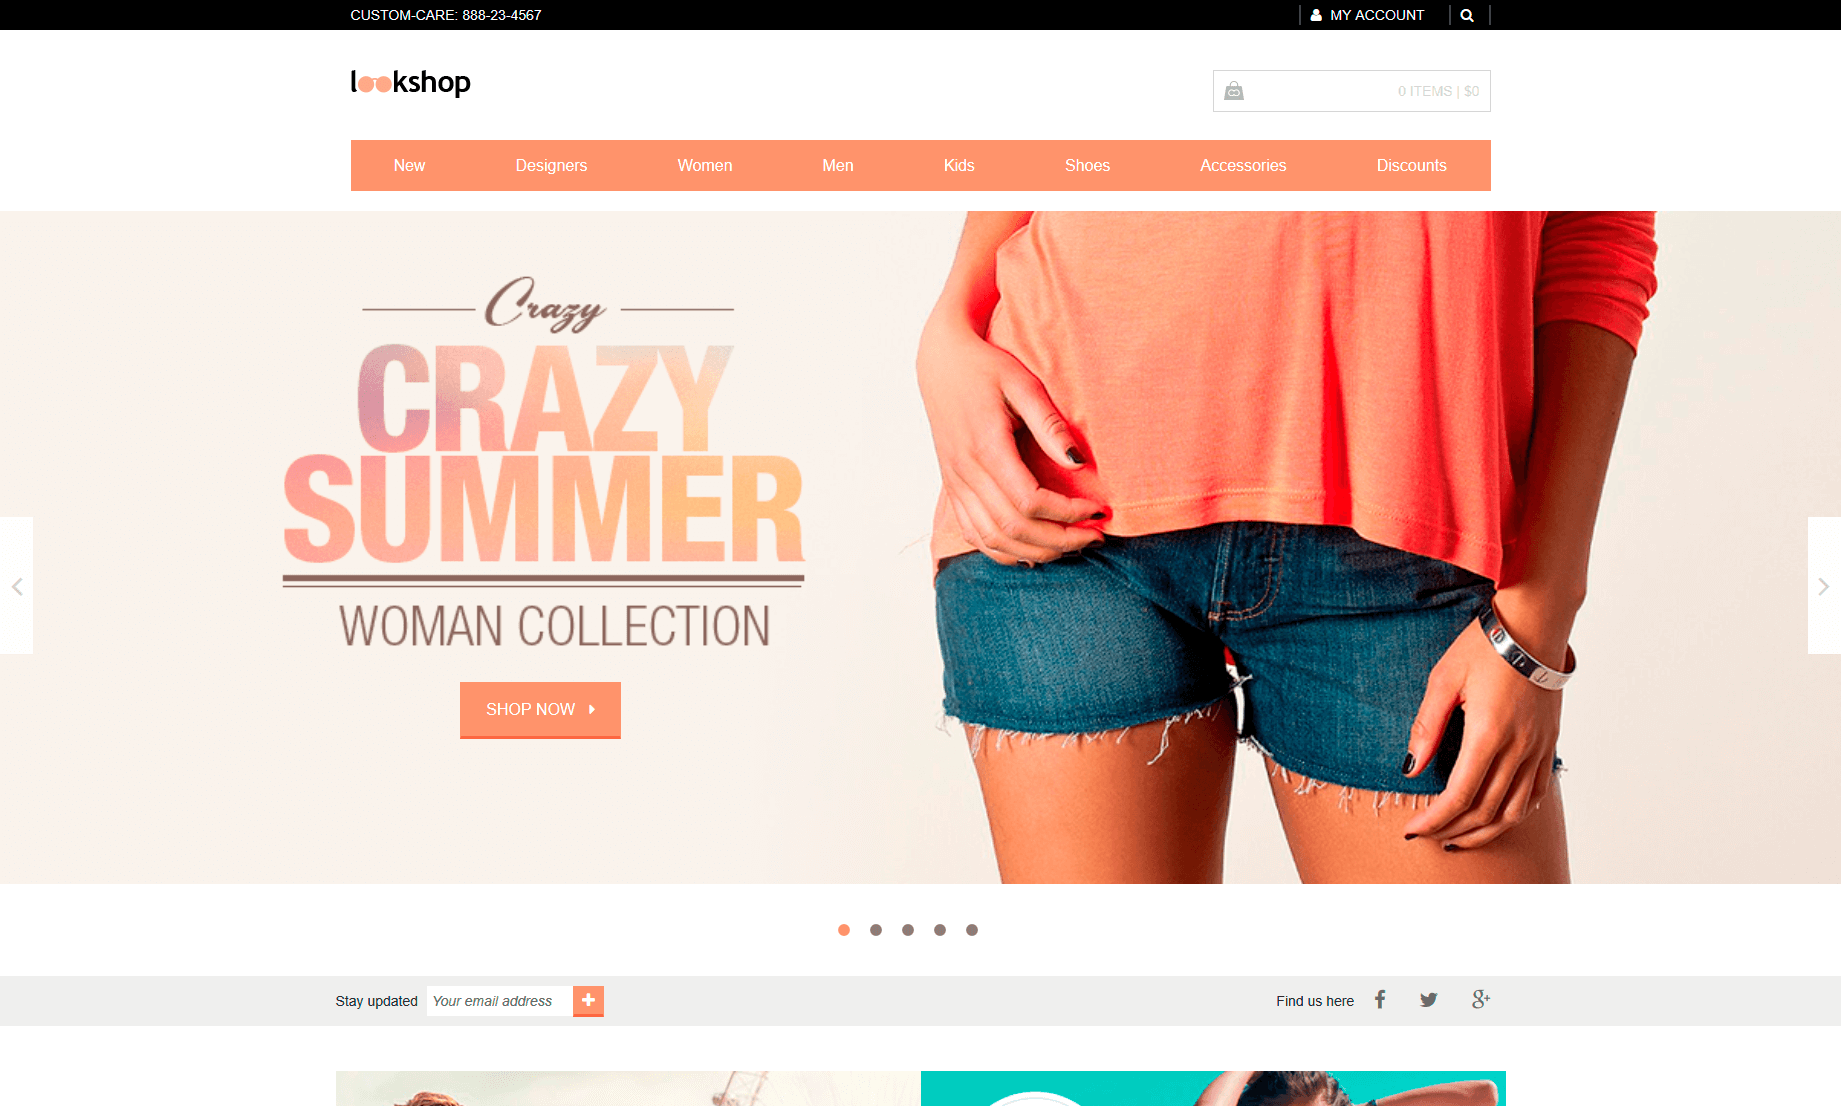 CUSTOM-CARE: 888-23-4567
MY ACCOUNT
lookshop
0 ITEMS | $0
New
Designers
Women
Men
Kids
Shoes
Accessories
Discounts
Crazy
CRAZY
SUMMER
WOMAN COLLECTION
SHOP NOW
Stay updated
Your email address
Find us here